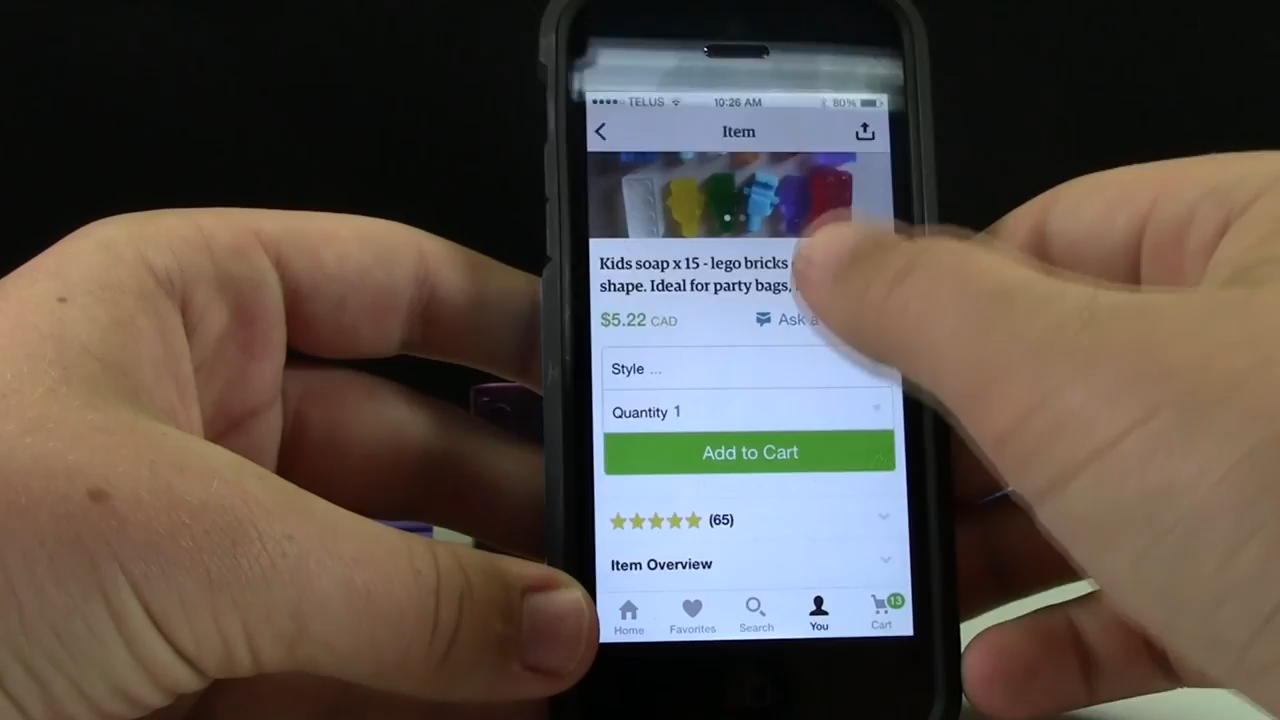 TELUS 10:26 AM 80%
Item
Kids soap x 15 - lego bricks
shape. Ideal for party bags,
$5.22 CAD Ask a
Style ...
Quantity 1
Add to Cart
(65)
Item Overview
Home Favorites Search You Cart 13